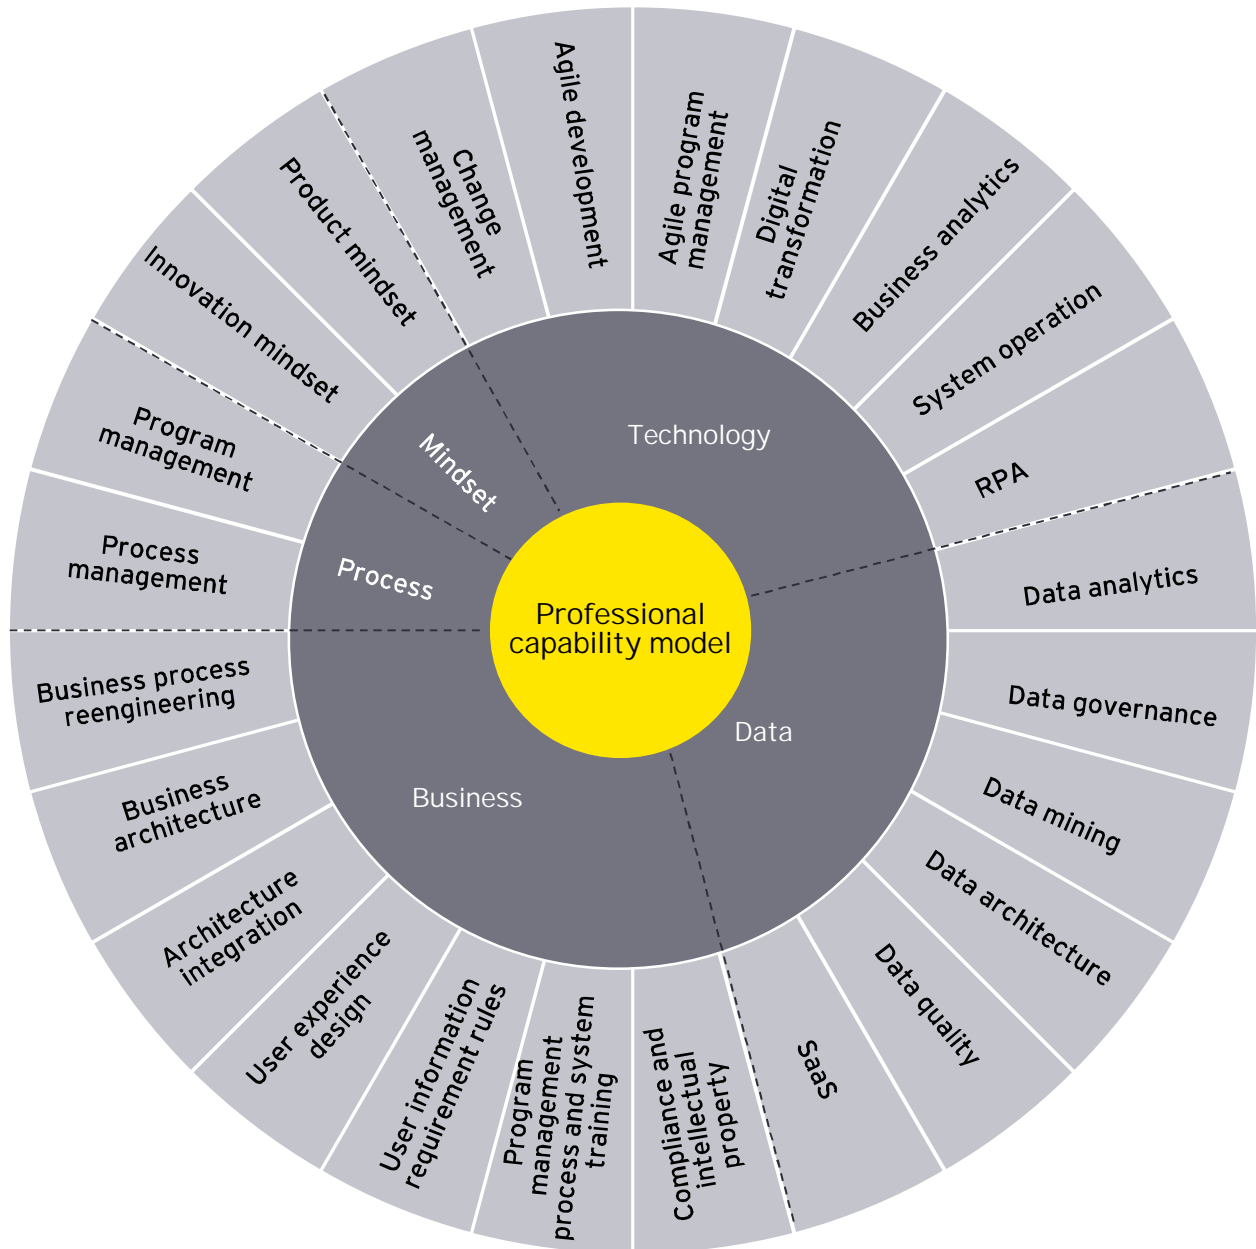 Professional
capability model
Technology
Data
Business
Process
Mindset
Change
management
Agile development
Agile program
management
Digital
transformation
Business analytics
System operation
RPA
Data analytics
Data governance
Data mining
Data architecture
Data quality
SaaS
Compliance and
intellectual
property
Program
management
process and system
training
User information
requirement rules
User experience
design
Architecture
integration
Business
architecture
Business process
reengineering
Process
management
Program
management
Innovation mindset
Product mindset